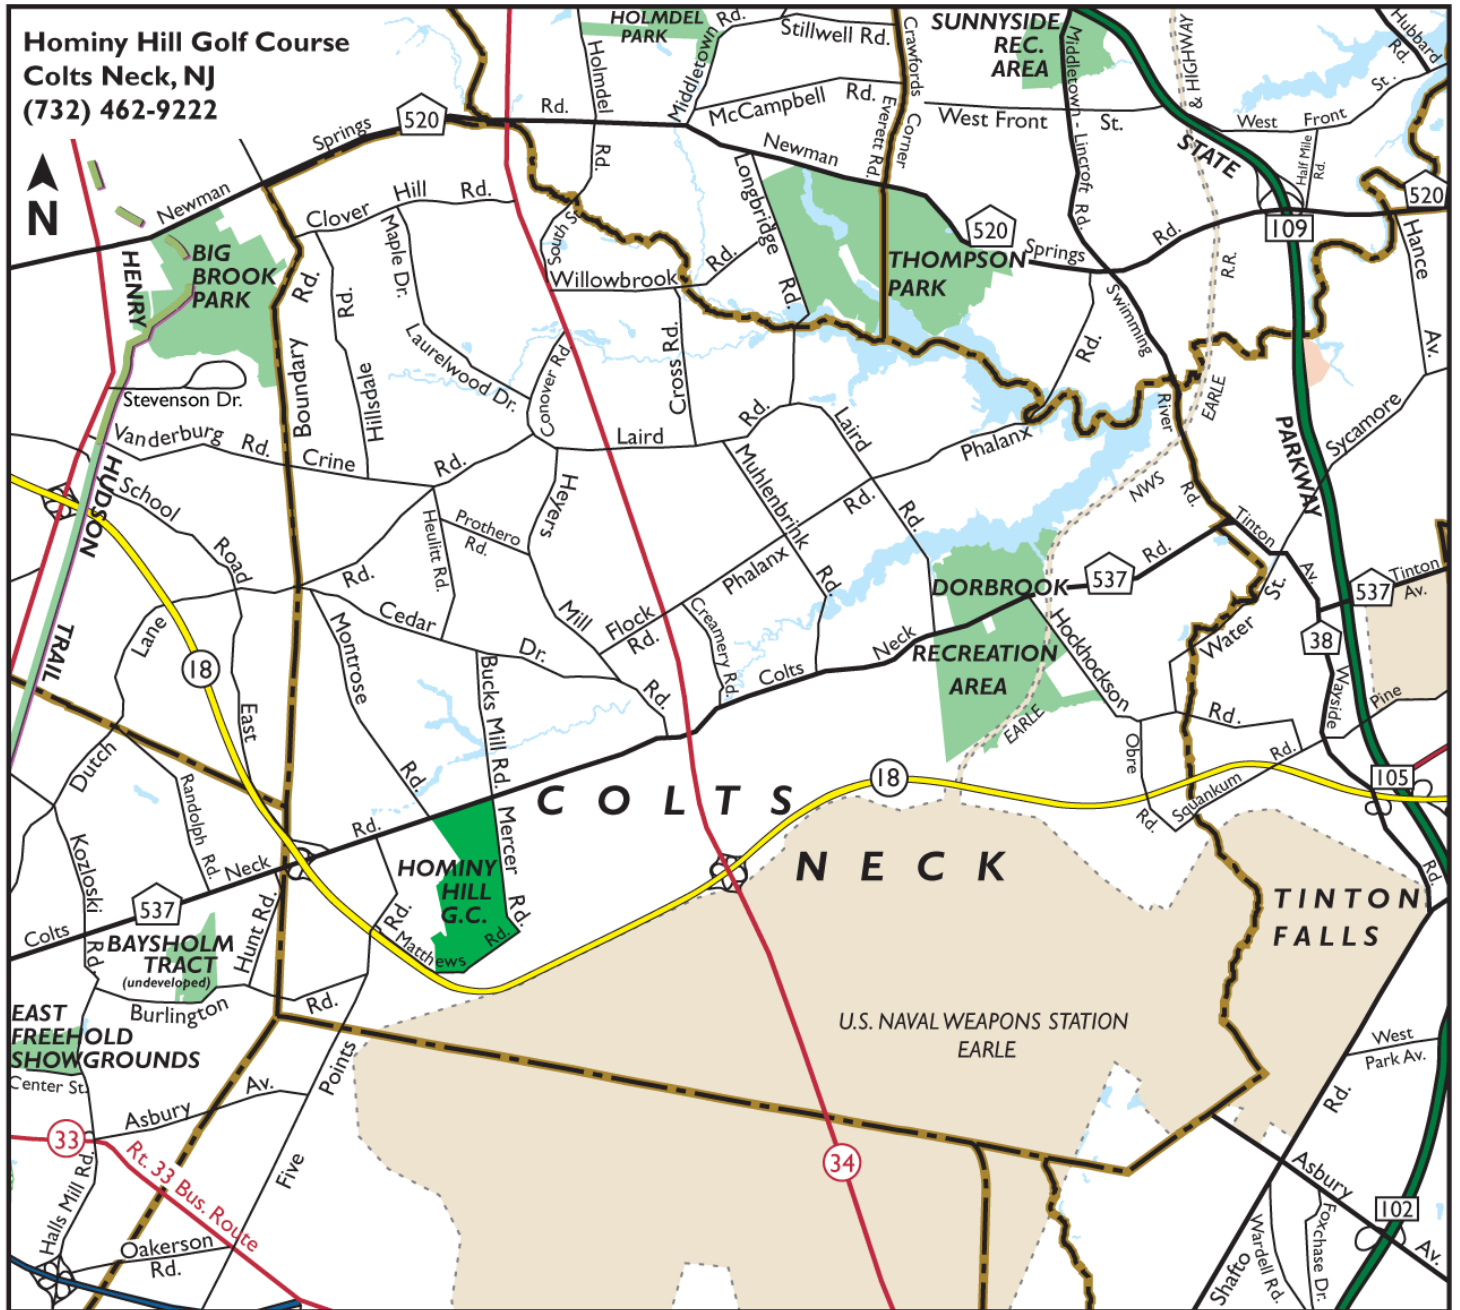 Hominy Hill Golf Course
Colts Neck, NJ
(732) 462-9222
N
HOLMDEL
PARK
Rd.
Stillwell Rd.
Middletown
Holmdel
Rd.
Crawfords
Corner
Everett Rd.
SUNNYSIDE
REC.
AREA
Middletown - Lincroft Rd.
& HIGHWAY
Hubbard
Rd.
St.
McCampbell Rd.
West Front St.
West Front
Half Mile
Rd.
STATE
Springs
520
Rd.
Newman
Newman
Longbridge
Rd.
520
Springs
Rd.
109
520
Hance
Av.
R.R.
THOMPSON
PARK
BIG
BROOK
PARK
HENRY
HUDSON
TRAIL
Clover Hill Rd.
Maple Dr.
South St.
Willowbrook Rd.
Rd.
Boundary
Rd.
Hillsdale
Laurelwood Dr.
Conover Rd.
Cross Rd.
Swimming
River
Rd.
Rd.
EARLE
Stevenson Dr.
Vanderburg Rd.
Crine
Rd.
Laird
Rd.
Laird
Rd.
Phalanx
Sycamore
PARKWAY
School
Road
East
Heyers
Mill
Rd.
Muhlenbrink
Rd.
Rd.
Phalanx
Flock
Rd.
NWS
Prothero
Rd.
Heulitt Rd.
Rd.
Cedar
Dr.
Creamery Rd.
DORBROOK
RECREATION
AREA
537
Rd.
Tinton
Av.
537
Tinton
Av.
St.
Water
38
Wayside
Pine
Lane
Dutch
18
Montrose
Rd.
Bucks Mill Rd.
Colts
Neck
Hockhockson
Rd.
EARLE
Obre
Rd.
Squankum
Rd.
105
Rd.
18
COLTS
NECK
Randolph Rd.
Kozloski
Rd.
Rd.
Neck
537
Colts
HOMINY
HILL
G.C.
Mercer
Rd.
Matthews
Rd.
Rd.
Hunt Rd.
BAYSHOLM
TRACT
(undeveloped)
Burlington
Rd.
TINTON
FALLS
U.S. NAVAL WEAPONS STATION
EARLE
EAST
FREEHOLD
SHOWGROUNDS
Center St.
Asbury
Av.
Points
Five
33
Rt. 33 Bus. Route
Halls Mill Rd.
Oakerson
Rd.
34
West
Park Av.
Rd.
Shafto
Asbury
Av.
102
Wardell Rd.
Foxchase Dr.